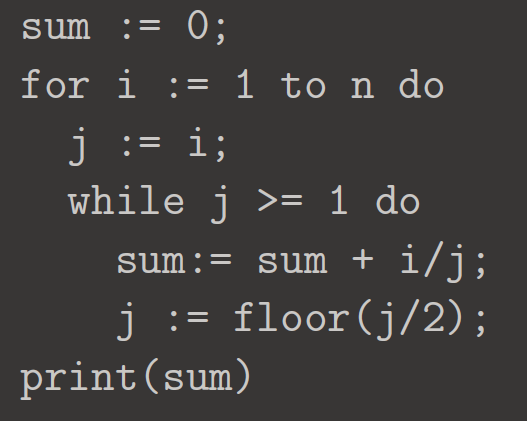 sum := 0;
for i := 1 to n do
  j := i;
  while j >= 1 do
    sum:= sum + i/j;
    j := floor(j/2);
print(sum)